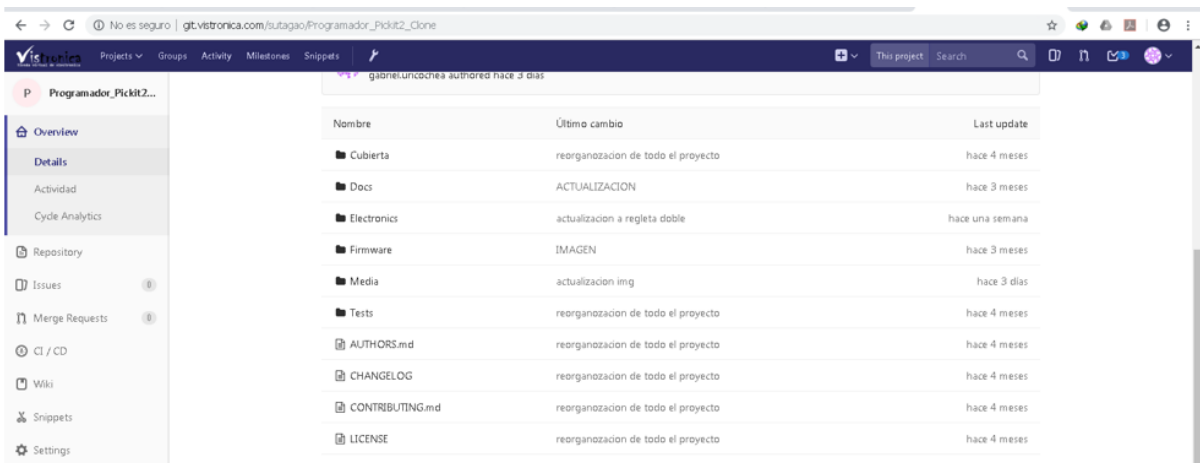 No es seguro | git.vistronica.com/sutagao/Programador_Pickit2_Clone
Vistronica Projects Groups Activity Milestones Snippets This project Search 3
gabriel.uricochea authored hace 3 días
P Programador_Pickit2...
Overview
Details
Actividad
Cycle Analytics
Repository
Issues 0
Merge Requests 0
CI / CD
Wiki
Snippets
Settings
Nombre Último cambio Last update
Cubierta reorganozacion de todo el proyecto hace 4 meses
Docs ACTUALIZACION hace 3 meses
Electronics actualizacion a regleta doble hace una semana
Firmware IMAGEN hace 3 meses
Media actualizacion img hace 3 días
Tests reorganozacion de todo el proyecto hace 4 meses
AUTHORS.md reorganozacion de todo el proyecto hace 4 meses
CHANGELOG reorganozacion de todo el proyecto hace 4 meses
CONTRIBUTING.md reorganozacion de todo el proyecto hace 4 meses
LICENSE reorganozacion de todo el proyecto hace 4 meses